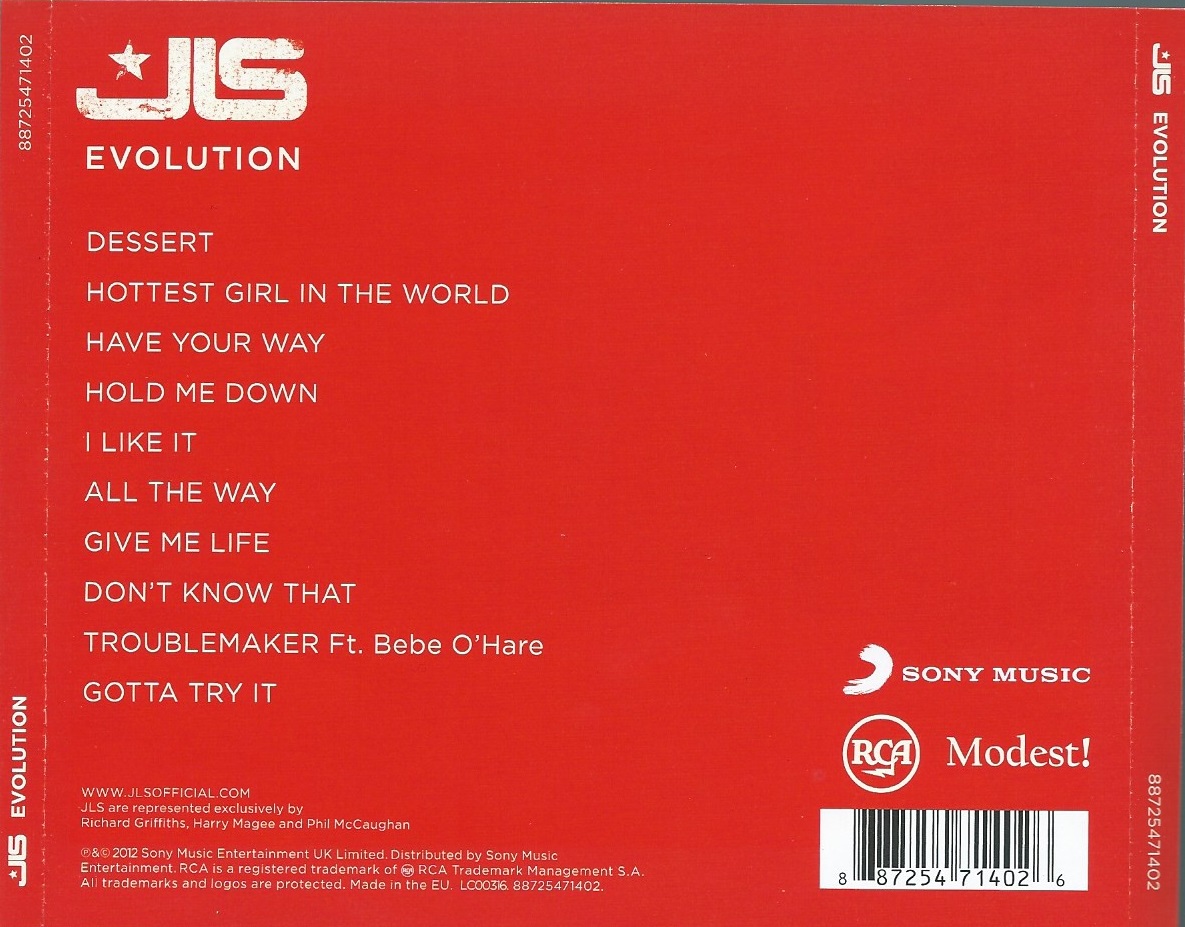 88725471402
JLS
EVOLUTION
DESSERT
HOTTEST GIRL IN THE WORLD
HAVE YOUR WAY
HOLD ME DOWN
I LIKE IT
ALL THE WAY
GIVE ME LIFE
DON'T KNOW THAT
TROUBLEMAKER Ft. Bebe O'Hare
GOTTA TRY IT
WWW.JLSOFFICIAL.COM
JLS are represented exclusively by
Richard Griffiths, Harry Magee and Phil McCaughan
℗&© 2012 Sony Music Entertainment UK Limited. Distributed by Sony Music
Entertainment. RCA is a registered trademark of RCA RCA Trademark Management S.A.
All trademarks and logos are protected. Made in the EU. LC00316. 88725471402.
SONY MUSIC
RCA Modest!
8 87254 71402 6
JLS EVOLUTION
JLS EVOLUTION
88725471402